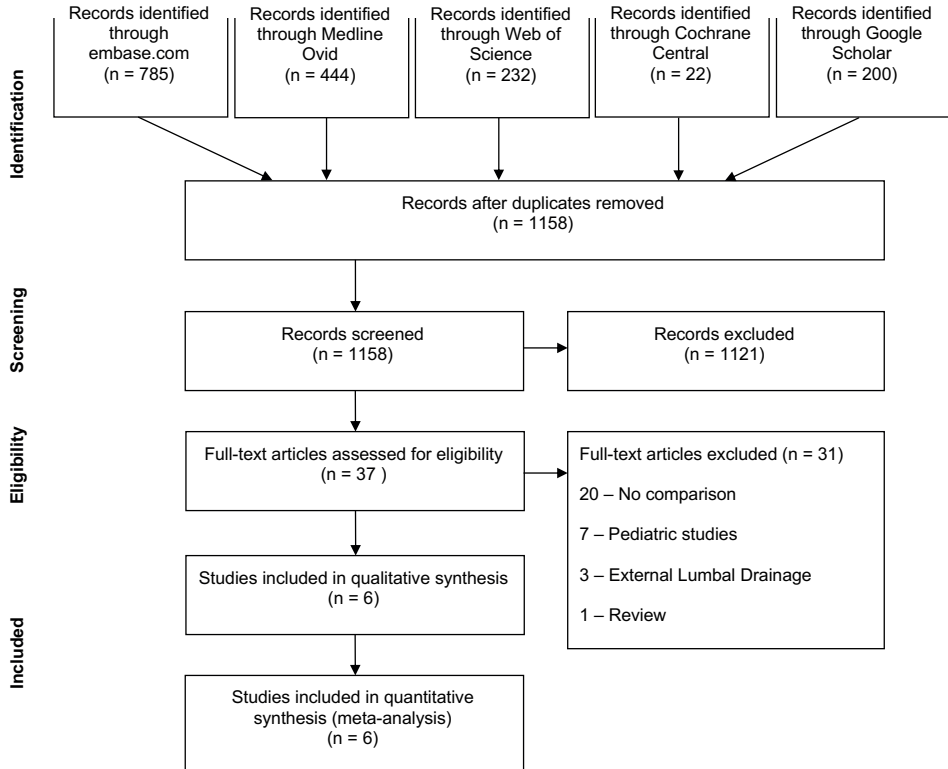 Identification
Records identified
through
embase.com
(n = 785)
Records identified
through Medline
Ovid
(n = 444)
Records identified
through Web of
Science
(n = 232)
Records identified
through Cochrane
Central
(n = 22)
Records identified
through Google
Scholar
(n = 200)
Records after duplicates removed
(n = 1158)
Screening
Records screened
(n = 1158)
Records excluded
(n = 1121)
Eligibility
Full-text articles assessed for eligibility
(n = 37 )
Full-text articles excluded (n = 31)
20 – No comparison
7 – Pediatric studies
3 – External Lumbal Drainage
1 – Review
Included
Studies included in qualitative synthesis
(n = 6)
Studies included in quantitative
synthesis (meta-analysis)
(n = 6)